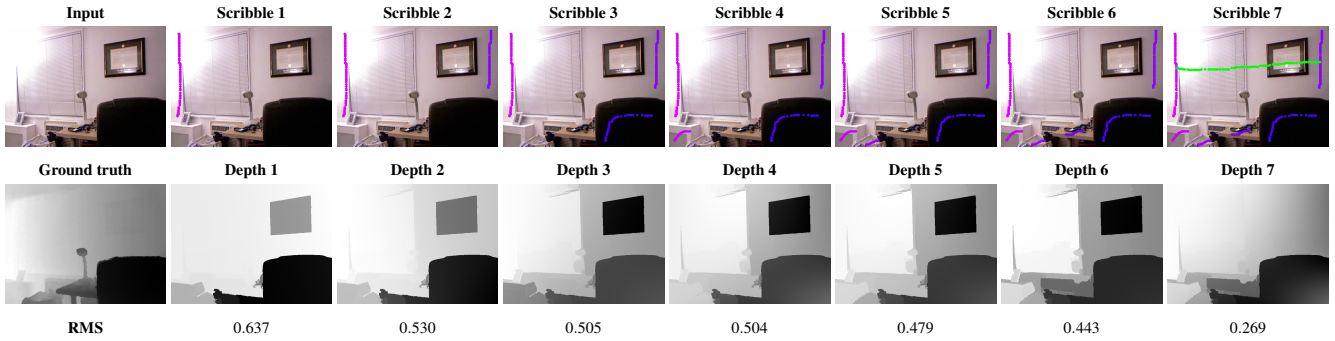 Input Scribble 1 Scribble 2 Scribble 3 Scribble 4 Scribble 5 Scribble 6 Scribble 7
Ground truth Depth 1 Depth 2 Depth 3 Depth 4 Depth 5 Depth 6 Depth 7
RMS 0.637 0.530 0.505 0.504 0.479 0.443 0.269